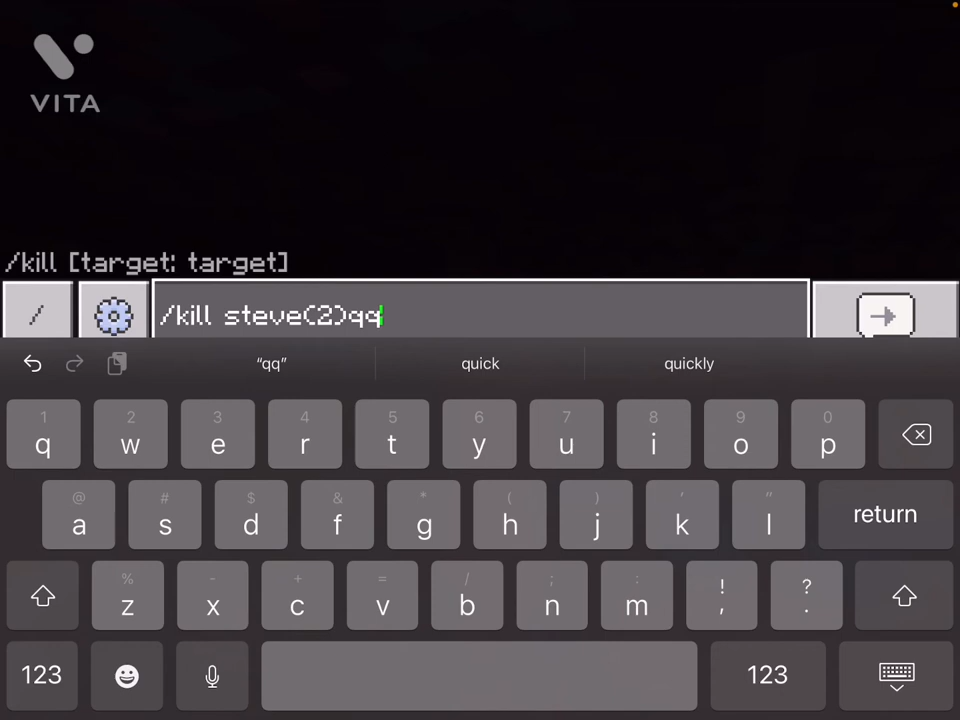 VITA
/kill [target: target]
/ /kill steve(2)qq
“qq” quick quickly
1 2 3 4 5 6 7 8 9 0
q w e r t y u i o p
@ # $ & * ( ) ' "
a s d f g h j k l return
% - + = / ; : ! ?
z x c v b n m , .
123 123